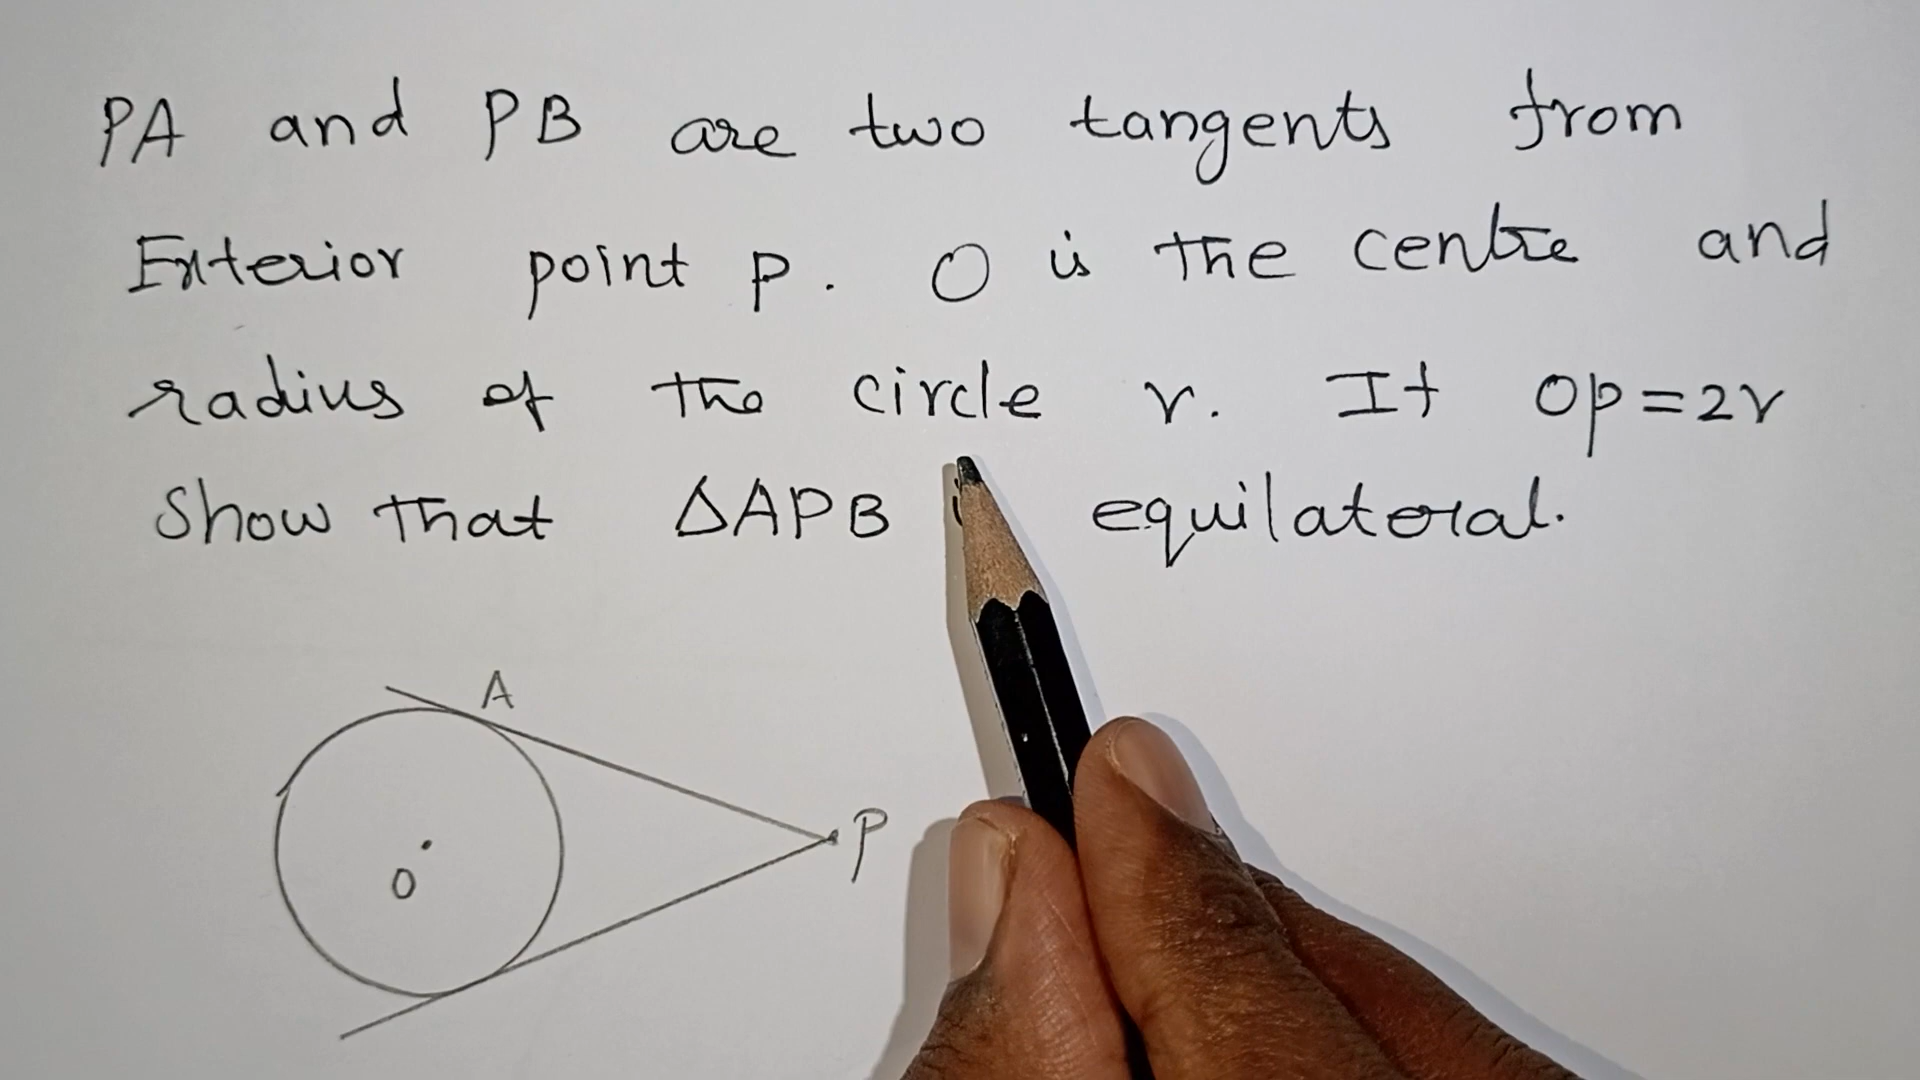 PA and PB are two tangents from
Exterior point P. O is the centre and
radius of the circle r. If OP=2r
Show that ΔAPB equilateral.
A
P
O